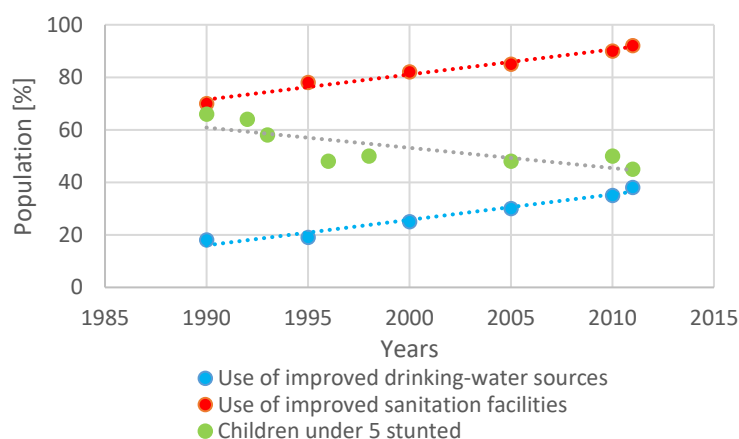 100
80
60
40
20
0
Population [%]
1985 1990 1995 2000 2005 2010 2015
Years
Use of improved drinking-water sources
Use of improved sanitation facilities
Children under 5 stunted